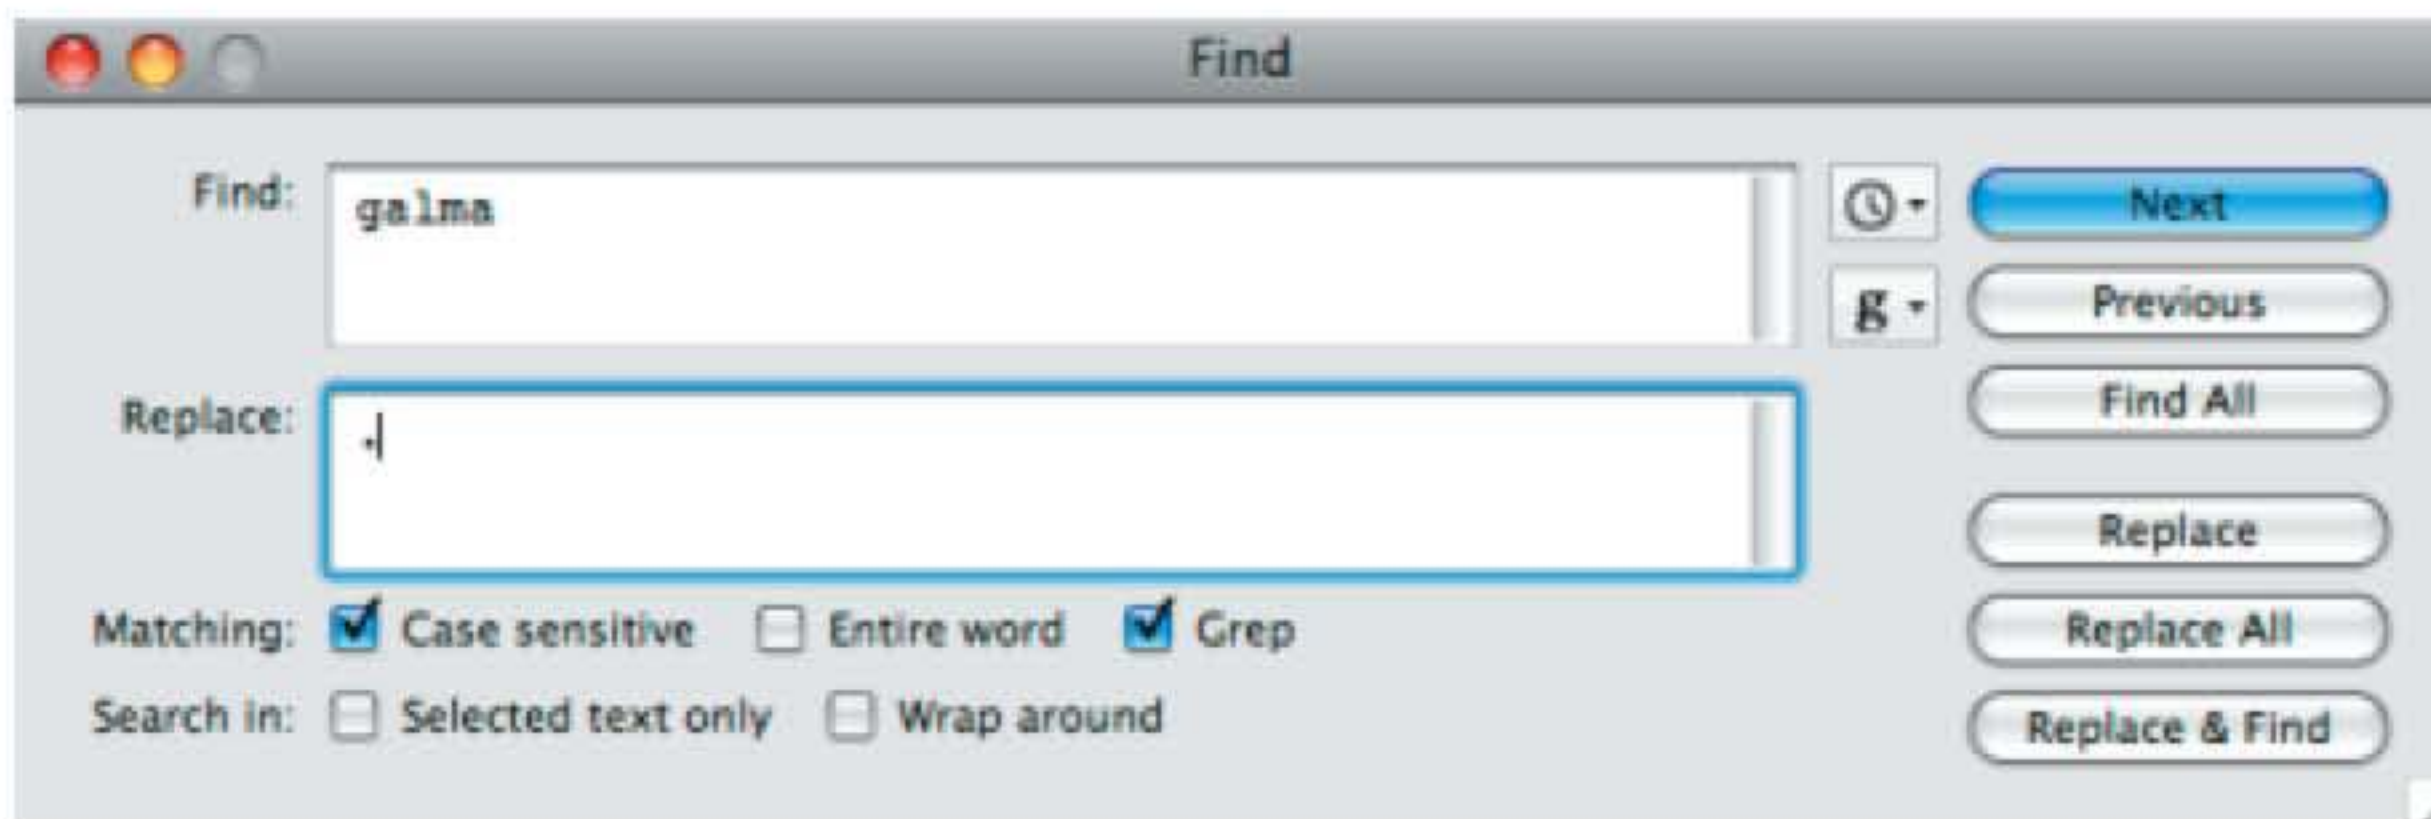 Find
Find:
galma
Next
g
Previous
Find All
Replace:
.
Replace
Matching: Case sensitive Entire word Grep
Replace All
Search in: Selected text only Wrap around
Replace & Find